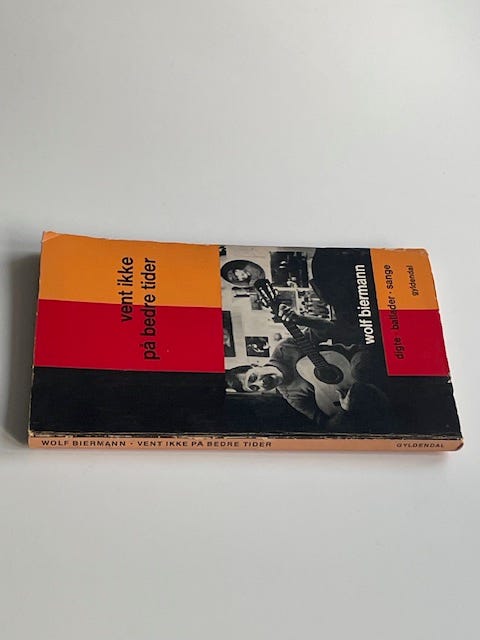 vent ikke
på bedre tider
wolf biermann
digte · ballader · sange
gyldendal
WOLF BIERMANN · VENT IKKE PÅ BEDRE TIDER GYLDENDAL